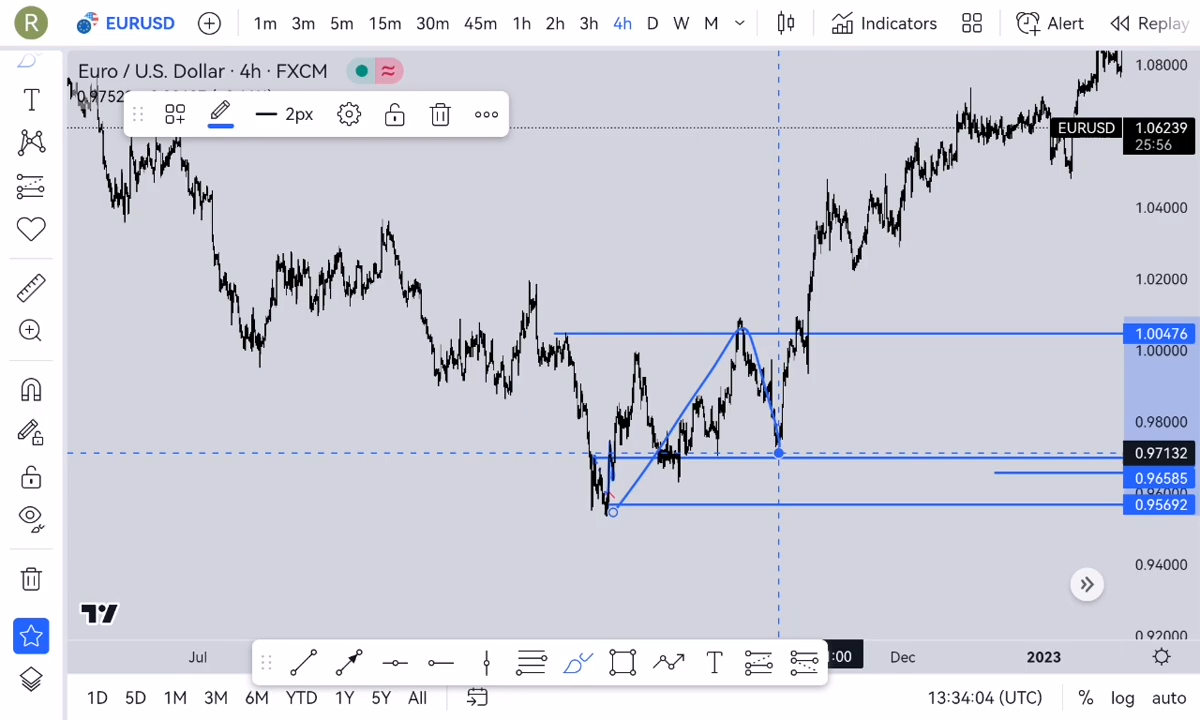 R EURUSD 1m 3m 5m 15m 30m 45m 1h 2h 3h 4h D W M Indicators Alert Replay
Euro / U.S. Dollar · 4h · FXCM
2px
1.08000
EURUSD 1.06239
25:56
1.04000
1.02000
1.00476
1.00000
0.98000
0.97132
0.96585
0.95692
0.94000
0.92000
Jul :00 Dec 2023
1D 5D 1M 3M 6M YTD 1Y 5Y All 13:34:04 (UTC) % log auto